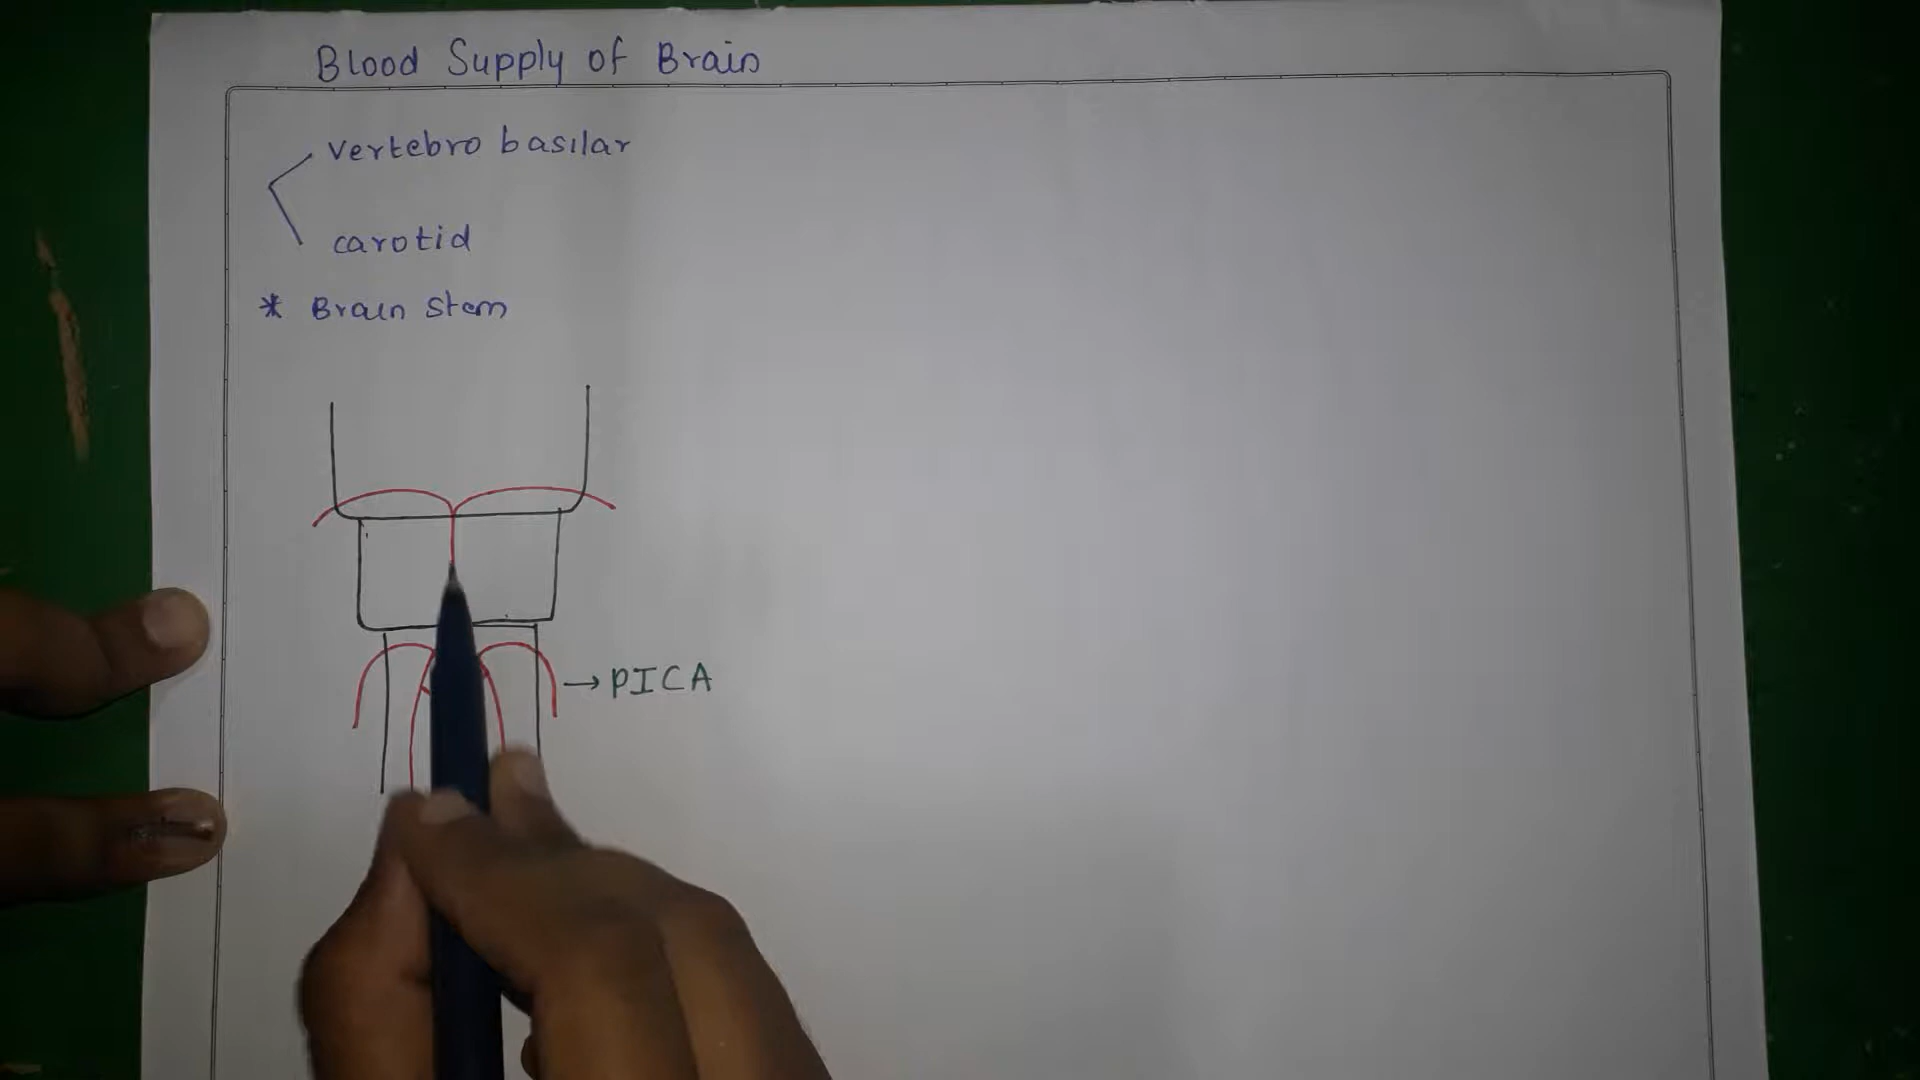 Blood Supply of Brain
Vertebro basilar
carotid
* Brain Stem
→ PICA